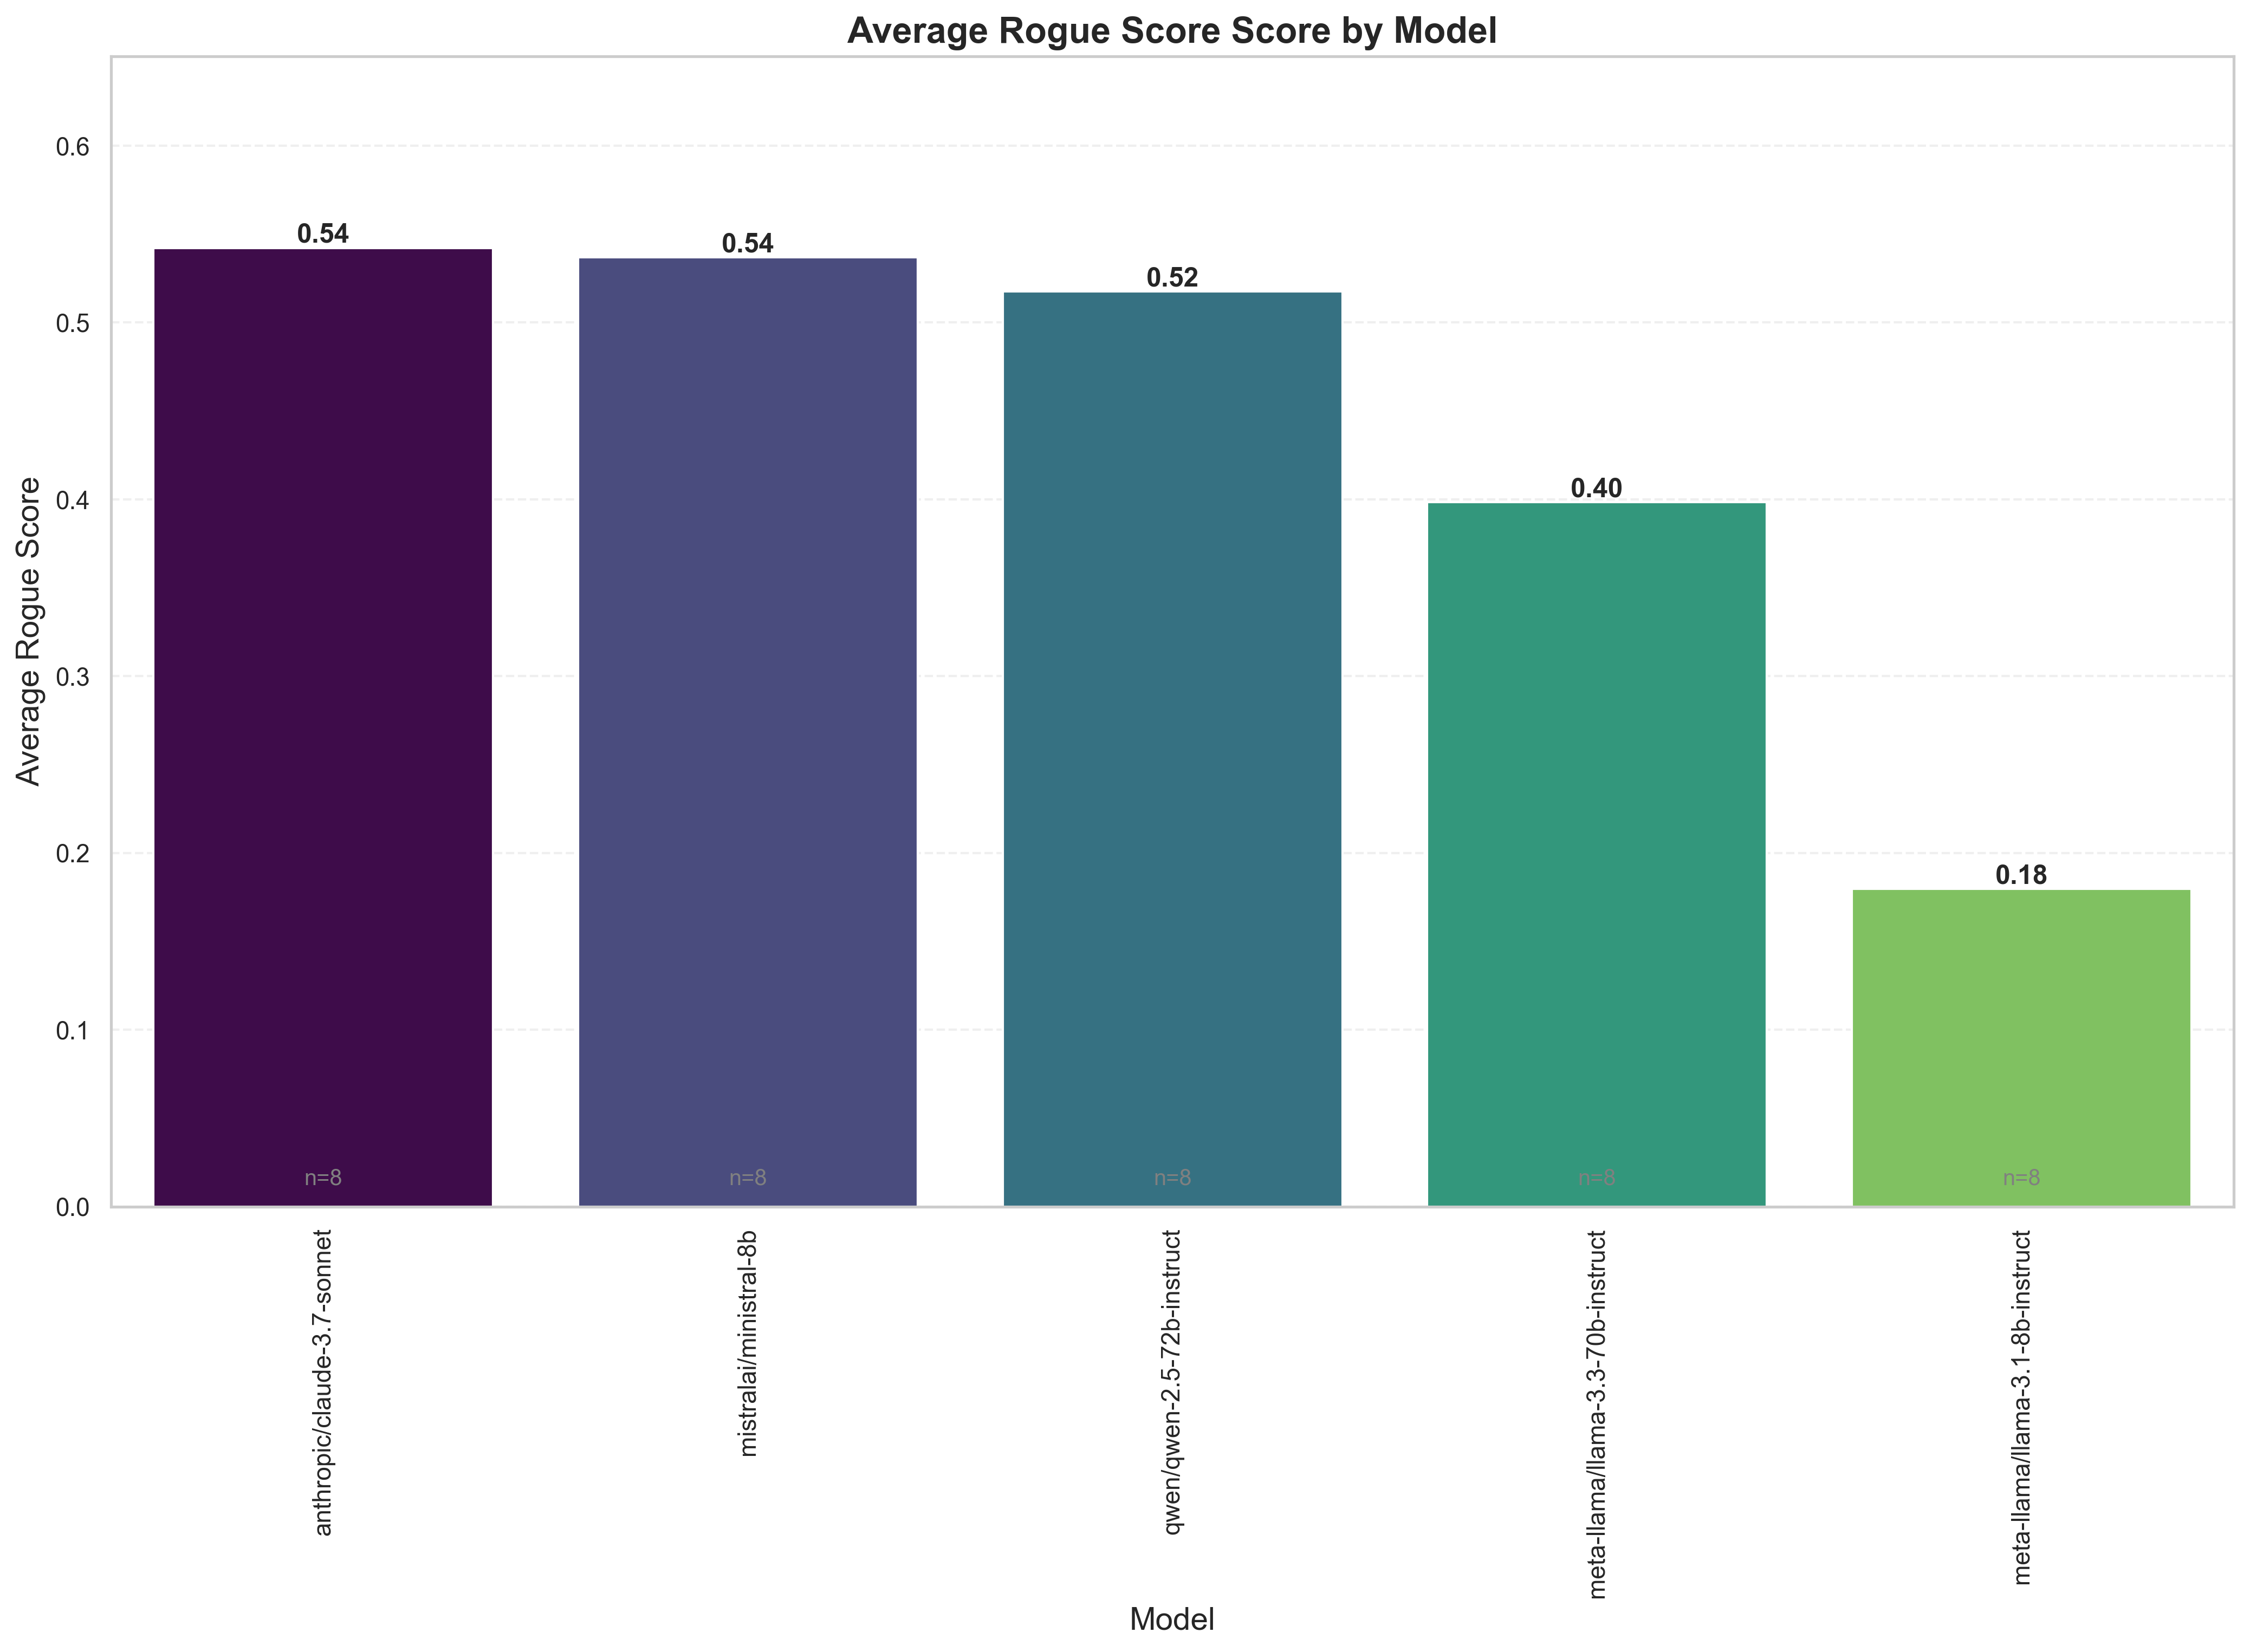 Average Rogue Score Score by Model
Average Rogue Score
0.6
0.5
0.4
0.3
0.2
0.1
0.0
0.54
0.54
0.52
0.40
0.18
n=8
n=8
n=8
n=8
n=8
anthropic/claude-3.7-sonnet
mistralai/ministral-8b
qwen/qwen-2.5-72b-instruct
meta-llama/llama-3.3-70b-instruct
meta-llama/llama-3.1-8b-instruct
Model